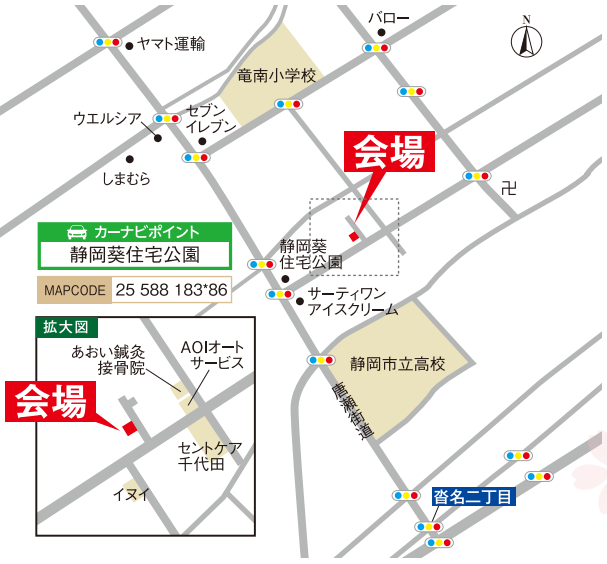 バロー
N
ヤマト運輸
竜南小学校
ウエルシア
セブン
イレブン
しまむら
会場
卍
カーナビポイント
静岡葵住宅公園
MAPCODE 25 588 183*86
静岡葵
住宅公園
サーティワン
アイスクリーム
拡大図
あおい鍼灸
接骨院
AOIオート
サービス
会場
セントケア
千代田
イヌイ
静岡市立高校
唐瀬街道
沓名二丁目